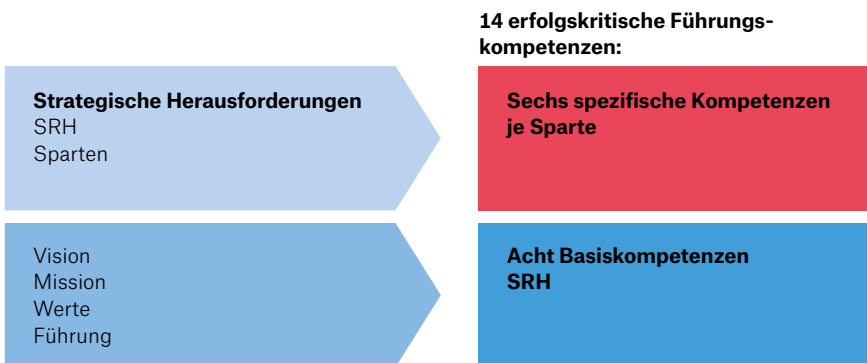 14 erfolgskritische Führungs-
kompetenzen:
Strategische Herausforderungen
SRH
Sparten
Sechs spezifische Kompetenzen
je Sparte
Vision
Mission
Werte
Führung
Acht Basiskompetenzen
SRH